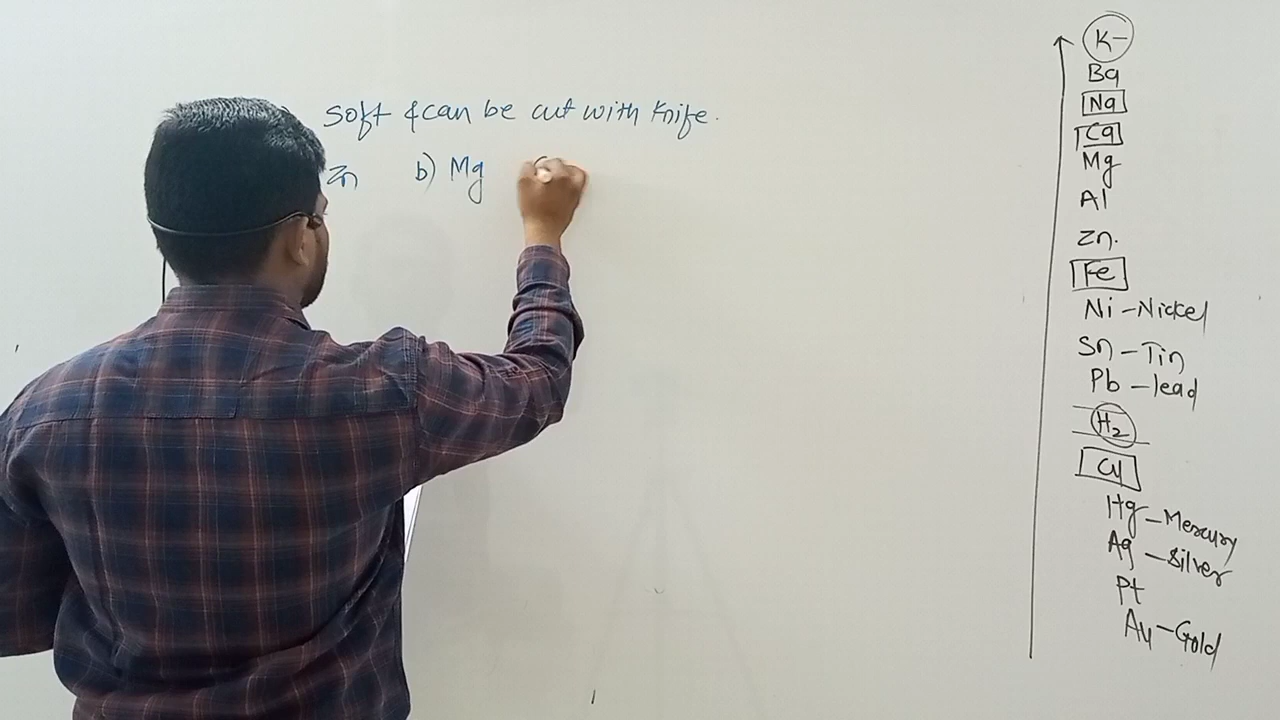 soft & can be cut with knife.
Zn b) Mg
K
Ba
Na
Ca
Mg
Al
Zn.
Fe
Ni - Nickel
Sn - Tin
Pb - lead
H2
Cu
Hg - Mercury
Ag - Silver
Pt
Au - Gold